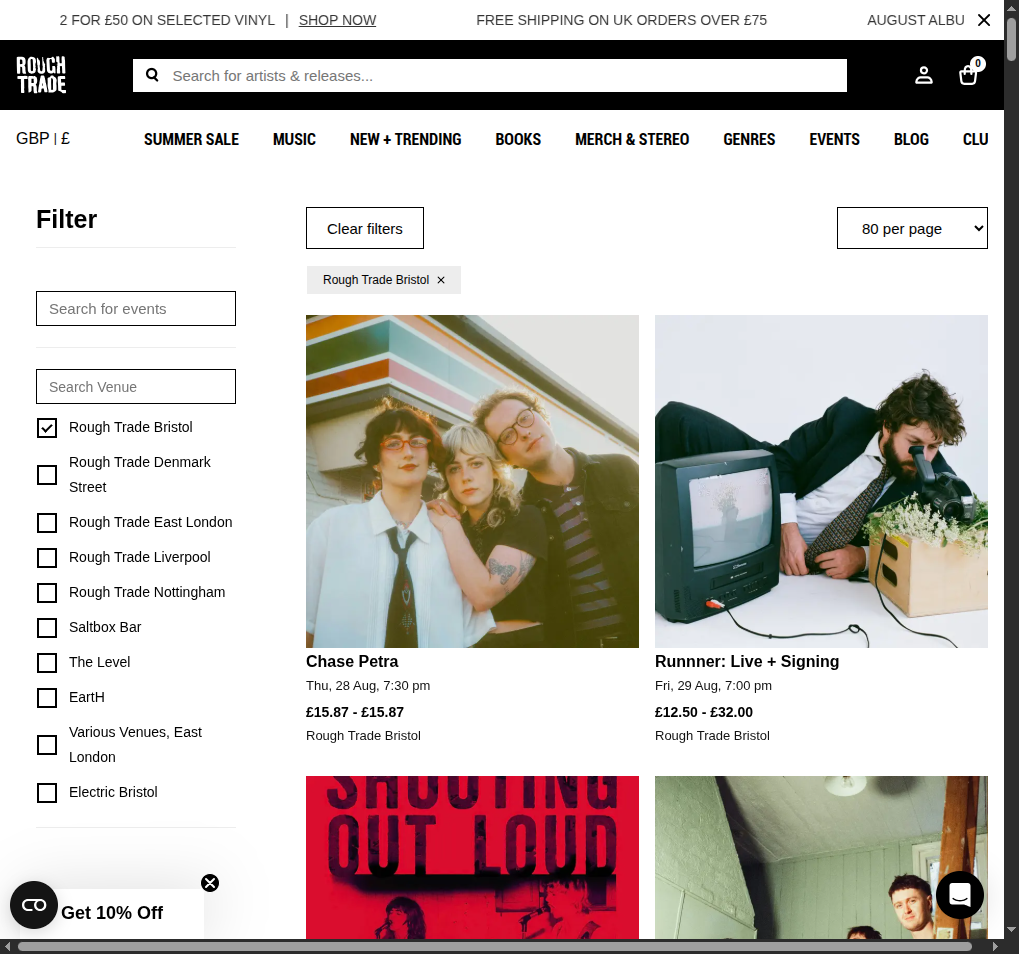 2 FOR £50 ON SELECTED VINYL | SHOP NOW FREE SHIPPING ON UK ORDERS OVER £75 AUGUST ALBU
ROUGH
TRADE
Search for artists & releases...
0
GBP | £ SUMMER SALE MUSIC NEW + TRENDING BOOKS MERCH & STEREO GENRES EVENTS BLOG CLU
Filter
Search for events
Search Venue
Rough Trade Bristol
Rough Trade Denmark
Street
Rough Trade East London
Rough Trade Liverpool
Rough Trade Nottingham
Saltbox Bar
The Level
EartH
Various Venues, East
London
Electric Bristol
Get 10% Off
Clear filters
80 per page
Rough Trade Bristol
Chase Petra
Thu, 28 Aug, 7:30 pm
£15.87 - £15.87
Rough Trade Bristol
Runnner: Live + Signing
Fri, 29 Aug, 7:00 pm
£12.50 - £32.00
Rough Trade Bristol
SHOOTING
OUT LOUD